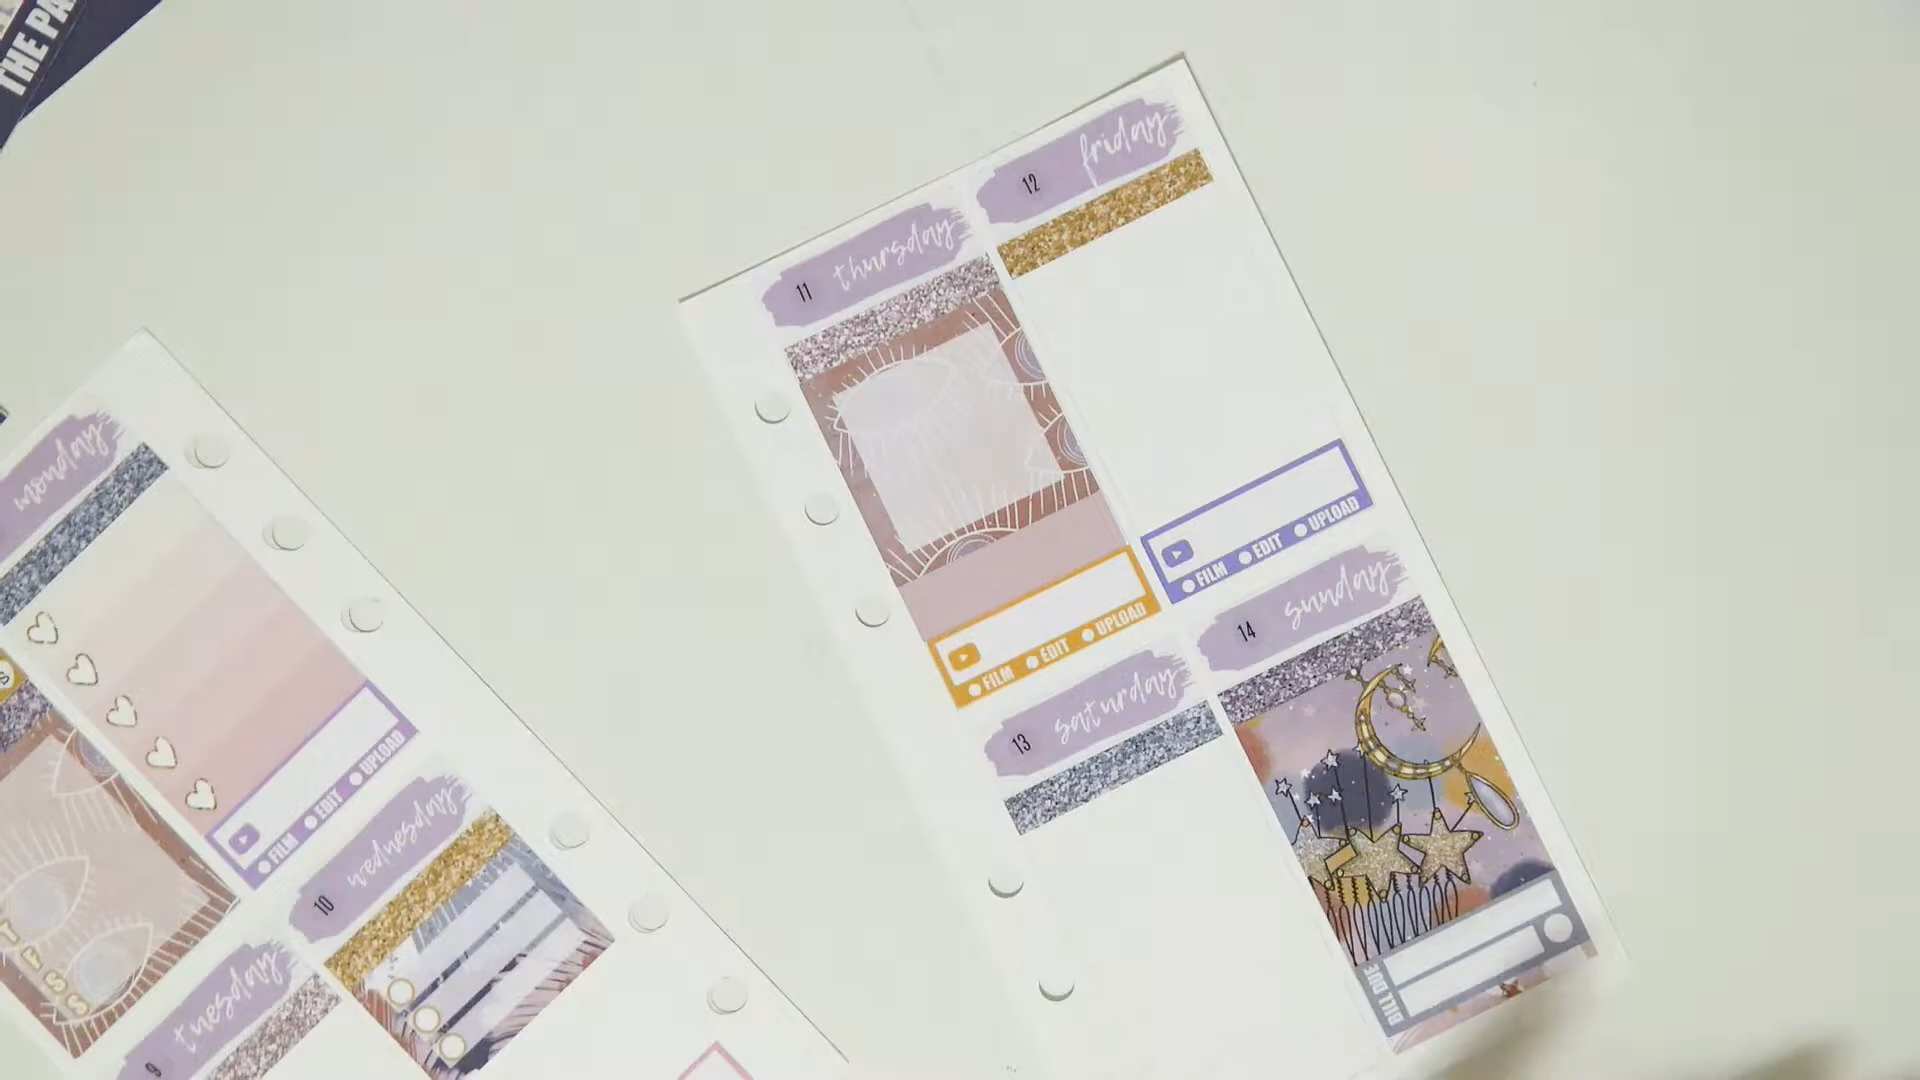 THE PA
monday
FILM EDIT UPLOAD
10 wednesday
9 tuesday
T
F
S
S
11 thursday
FILM EDIT UPLOAD
12 friday
FILM EDIT UPLOAD
13 saturday
14 sunday
BILL DUE